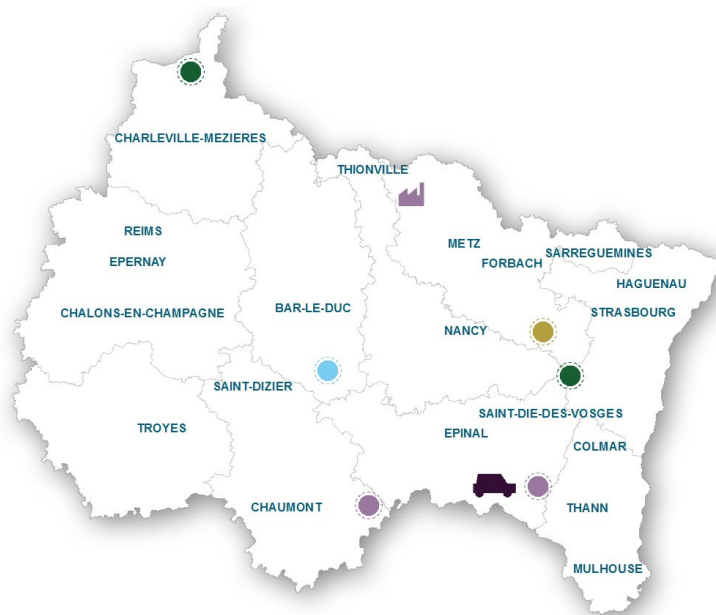 CHARLEVILLE-MEZIERES
THIONVILLE
REIMS
METZ
SARREGUEMINES
EPERNAY
FORBACH
HAGUENAU
CHALONS-EN-CHAMPAGNE
BAR-LE-DUC
STRASBOURG
NANCY
SAINT-DIZIER
SAINT-DIE-DES-VOSGES
TROYES
EPINAL
COLMAR
CHAUMONT
THANN
MULHOUSE